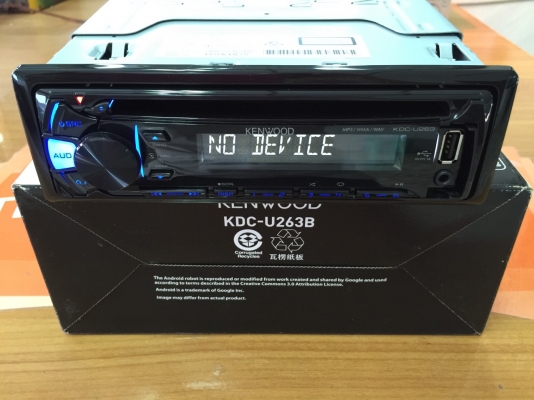 KENWOOD
MP3 / WMA / WAV
KDC-U263
NO DEVICE
AUD
KENWOOD
KDC-U263B
Corrugated
Recycles
瓦楞紙板
The Android robot is reproduced or modified from work created and shared by Google and used
according to terms described in the Creative Commons 3.0 Attribution License.
Android is a trademark of Google Inc.
Image may differ from actual product.